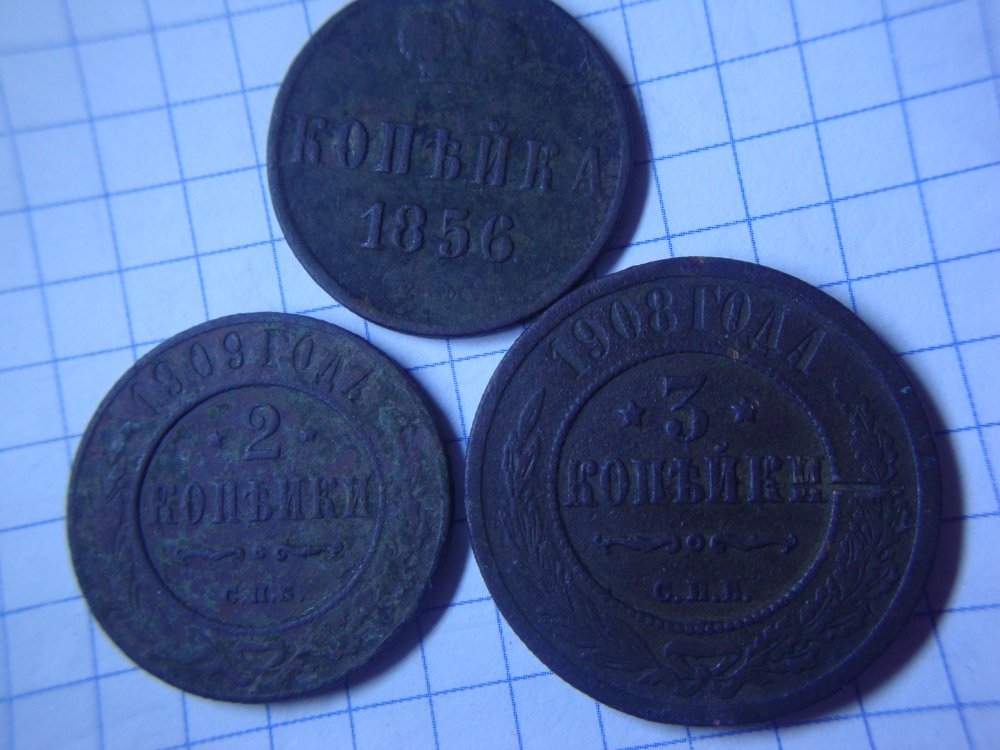 КОПѢЙКА
1856
1909 ГОДА
2
КОПѢЙКИ
С.П.Б.
1908 ГОДА
3
КОПѢЙКИ
С.П.Б.